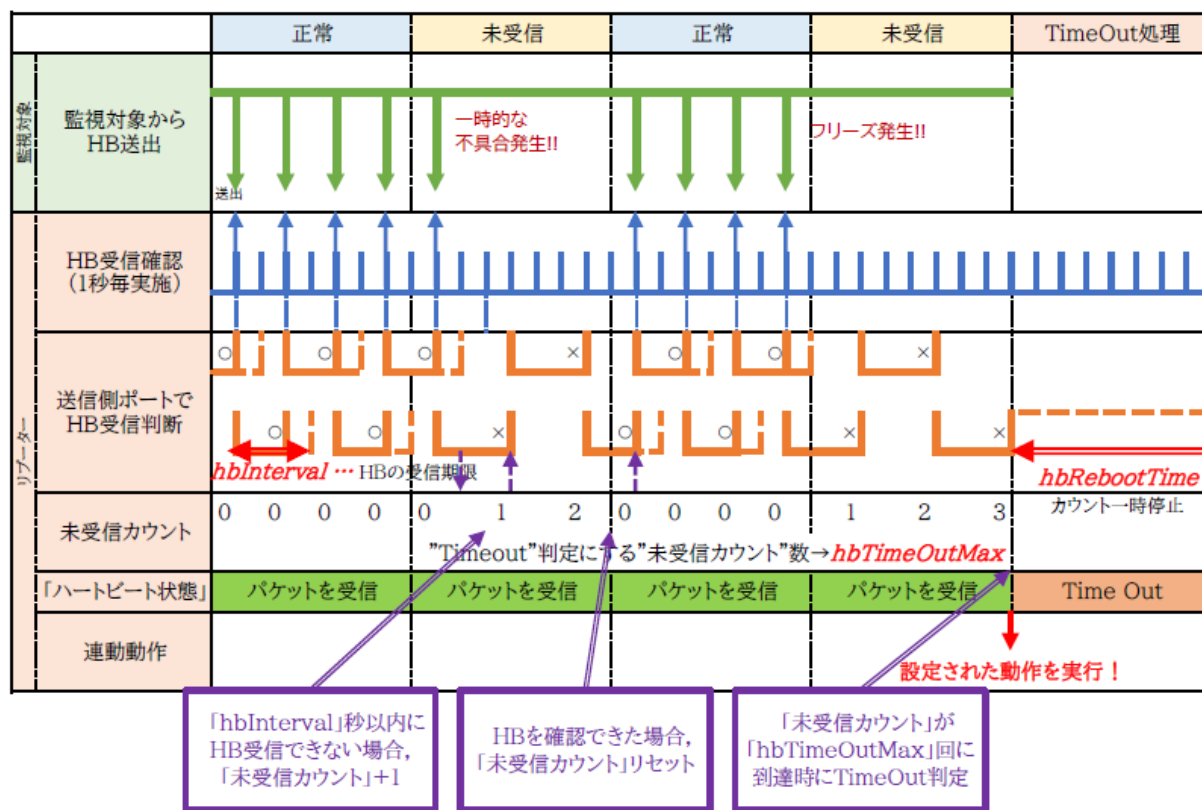 正常 未受信 正常 未受信 TimeOut処理
監視対象
監視対象から
HB送出
一時的な
不具合発生!!
フリーズ発生!!
送出
リブーター
HB受信確認
(1秒毎実施)
送信側ポートで
HB受信判断
○ ○ ○ × ○ ○ ×
○ ○ × ○ ○ × ×
hbInterval … HBの受信期限
hbRebootTime
カウント一時停止
未受信カウント
0 0 0 0 0 1 2 0 0 0 0 1 2 3
"Timeout"判定にする"未受信カウント"数→hbTimeOutMax
「ハートビート状態」 パケットを受信 パケットを受信 パケットを受信 パケットを受信 Time Out
連動動作
設定された動作を実行！
「hbInterval」秒以内に
HB受信できない場合,
「未受信カウント」+1
HBを確認できた場合,
「未受信カウント」リセット
「未受信カウント」が
「hbTimeOutMax」回に
到達時にTimeOut判定